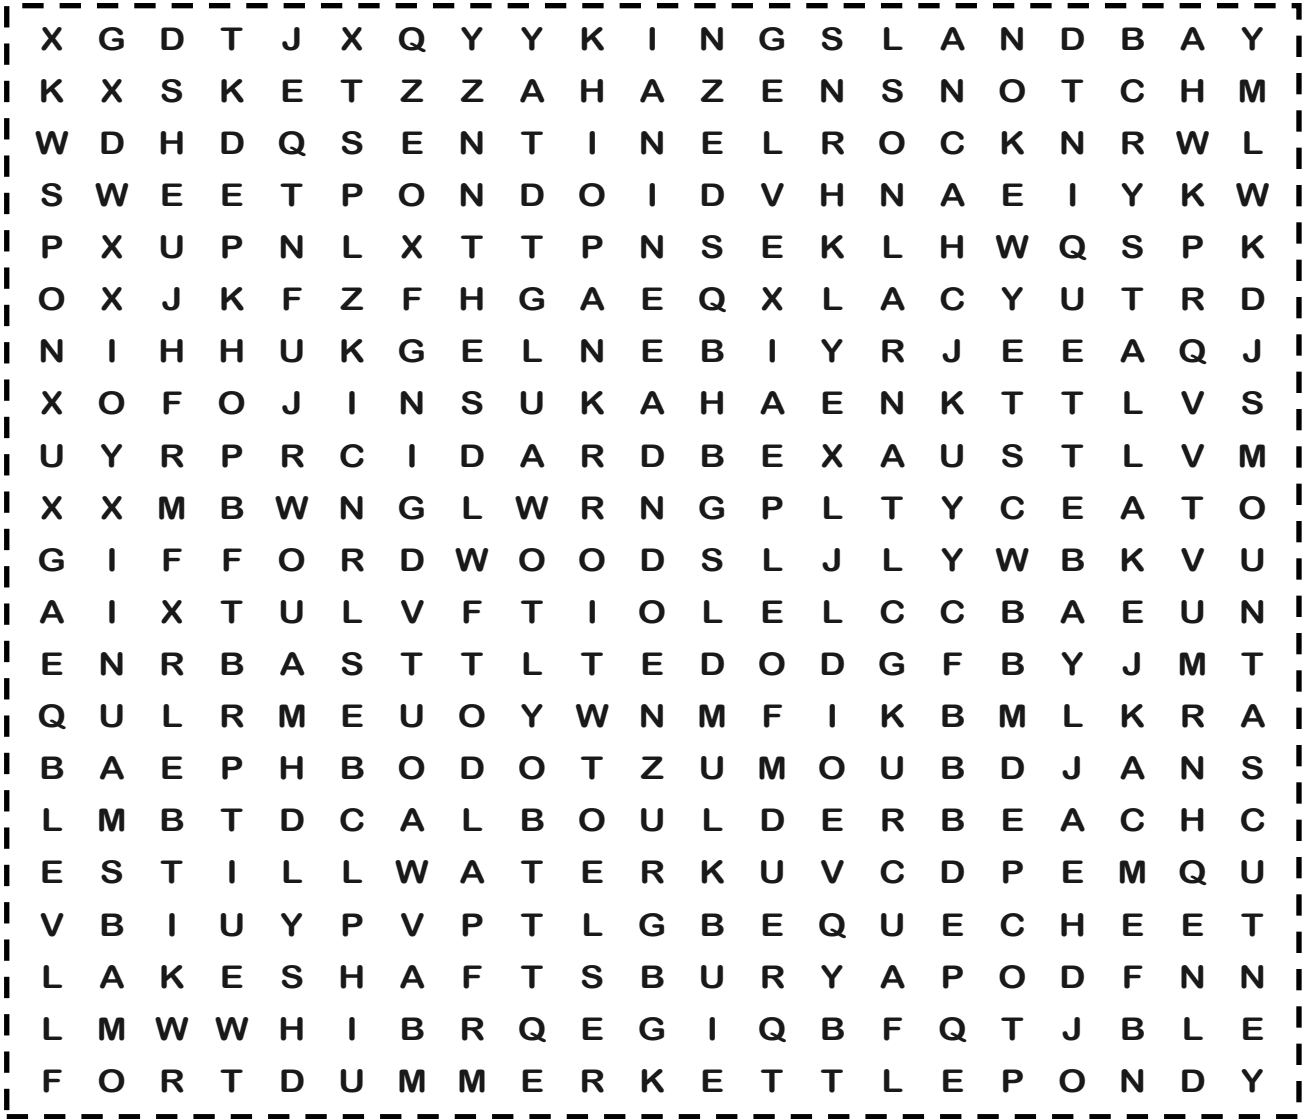 X G D T J X Q Y Y K I N G S L A N D B A Y
K X S K E T Z Z A H A Z E N S N O T C H M
W D H D Q S E N T I N E L R O C K N R W L
S W E E T P O N D O I D V H N A E I Y K W
P X U P N L X T T P N S E K L H W Q S P K
O X J K F Z F H G A E Q X L A C Y U T R D
N I H H U K G E L N E B I Y R J E E A Q J
X O F O J I N S U K A H A E N K T T L V S
U Y R P R C I D A R D B E X A U S T L V M
X X M B W N G L W R N G P L T Y C E A T O
G I F F O R D W O O D S L J L Y W B K V U
A I X T U L V F T I O L E L C C B A E U N
E N R B A S T T L T E D O D G F B Y J M T
Q U L R M E U O Y W N M F I K B M L K R A
B A E P H B O D O T Z U M O U B D J A N S
L M B T D C A L B O U L D E R B E A C H C
E S T I L L W A T E R K U V C D P E M Q U
V B I U Y P V P T L G B E Q U E C H E E T
L A K E S H A F T S B U R Y A P O D F N N
L M W W H I B R Q E G I Q B F Q T J B L E
F O R T D U M M E R K E T T L E P O N D Y